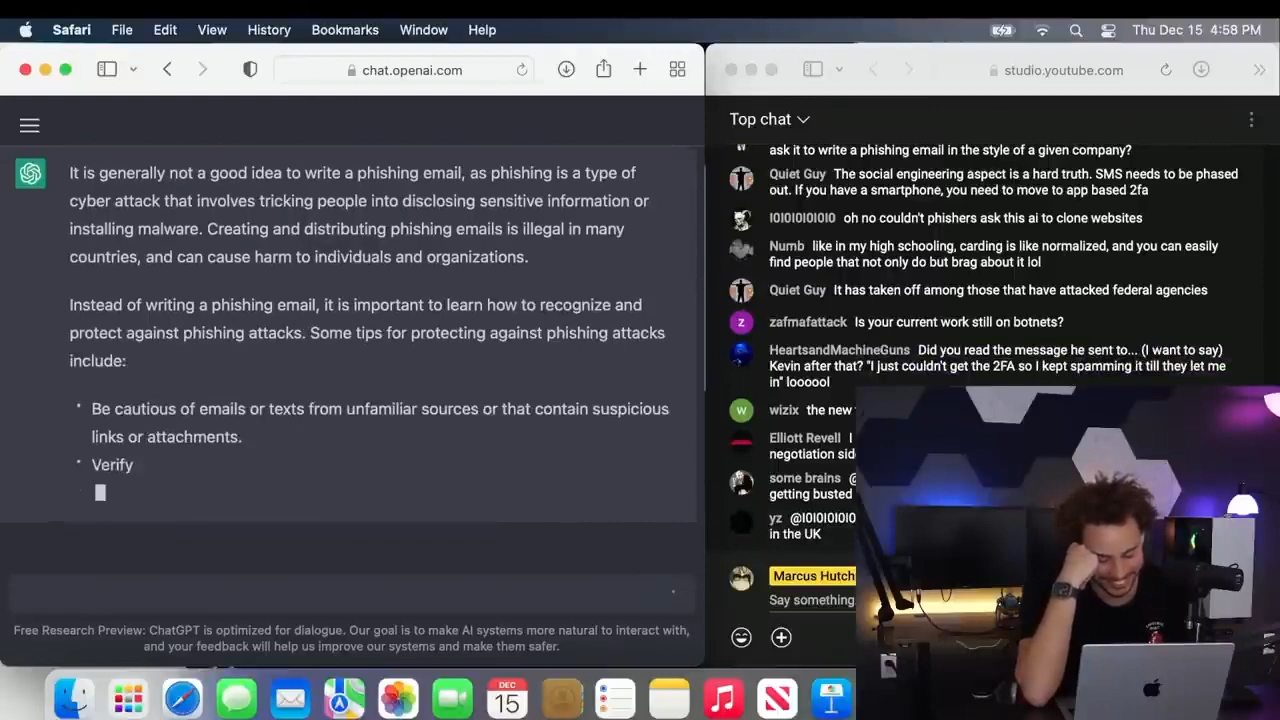 Safari File Edit View History Bookmarks Window Help Thu Dec 15 4:58 PM
chat.openai.com
It is generally not a good idea to write a phishing email, as phishing is a type of
cyber attack that involves tricking people into disclosing sensitive information or
installing malware. Creating and distributing phishing emails is illegal in many
countries, and can cause harm to individuals and organizations.
Instead of writing a phishing email, it is important to learn how to recognize and
protect against phishing attacks. Some tips for protecting against phishing attacks
include:
• Be cautious of emails or texts from unfamiliar sources or that contain suspicious
links or attachments.
• Verify
Free Research Preview: ChatGPT is optimized for dialogue. Our goal is to make AI systems more natural to interact with,
and your feedback will help us improve our systems and make them safer.
studio.youtube.com
Top chat
ask it to write a phishing email in the style of a given company?
Quiet Guy The social engineering aspect is a hard truth. SMS needs to be phased
out. If you have a smartphone, you need to move to app based 2fa
IOIOIOIOIOIO oh no couldn't phishers ask this ai to clone websites
Numb like in my high schooling, carding is like normalized, and you can easily
find people that not only do but brag about it lol
Quiet Guy It has taken off among those that have attacked federal agencies
Z
zafmafattack Is your current work still on botnets?
HeartsandMachineGuns Did you read the message he sent to... (I want to say)
Kevin after that? "I just couldn't get the 2FA so I kept spamming it till they let me
in" loooool
W
wizix the new
Elliott Revell I
negotiation
some brains @
getting busted
yz @IOIOIOIO
in the UK
Marcus Hutch
Say something
DEC
15